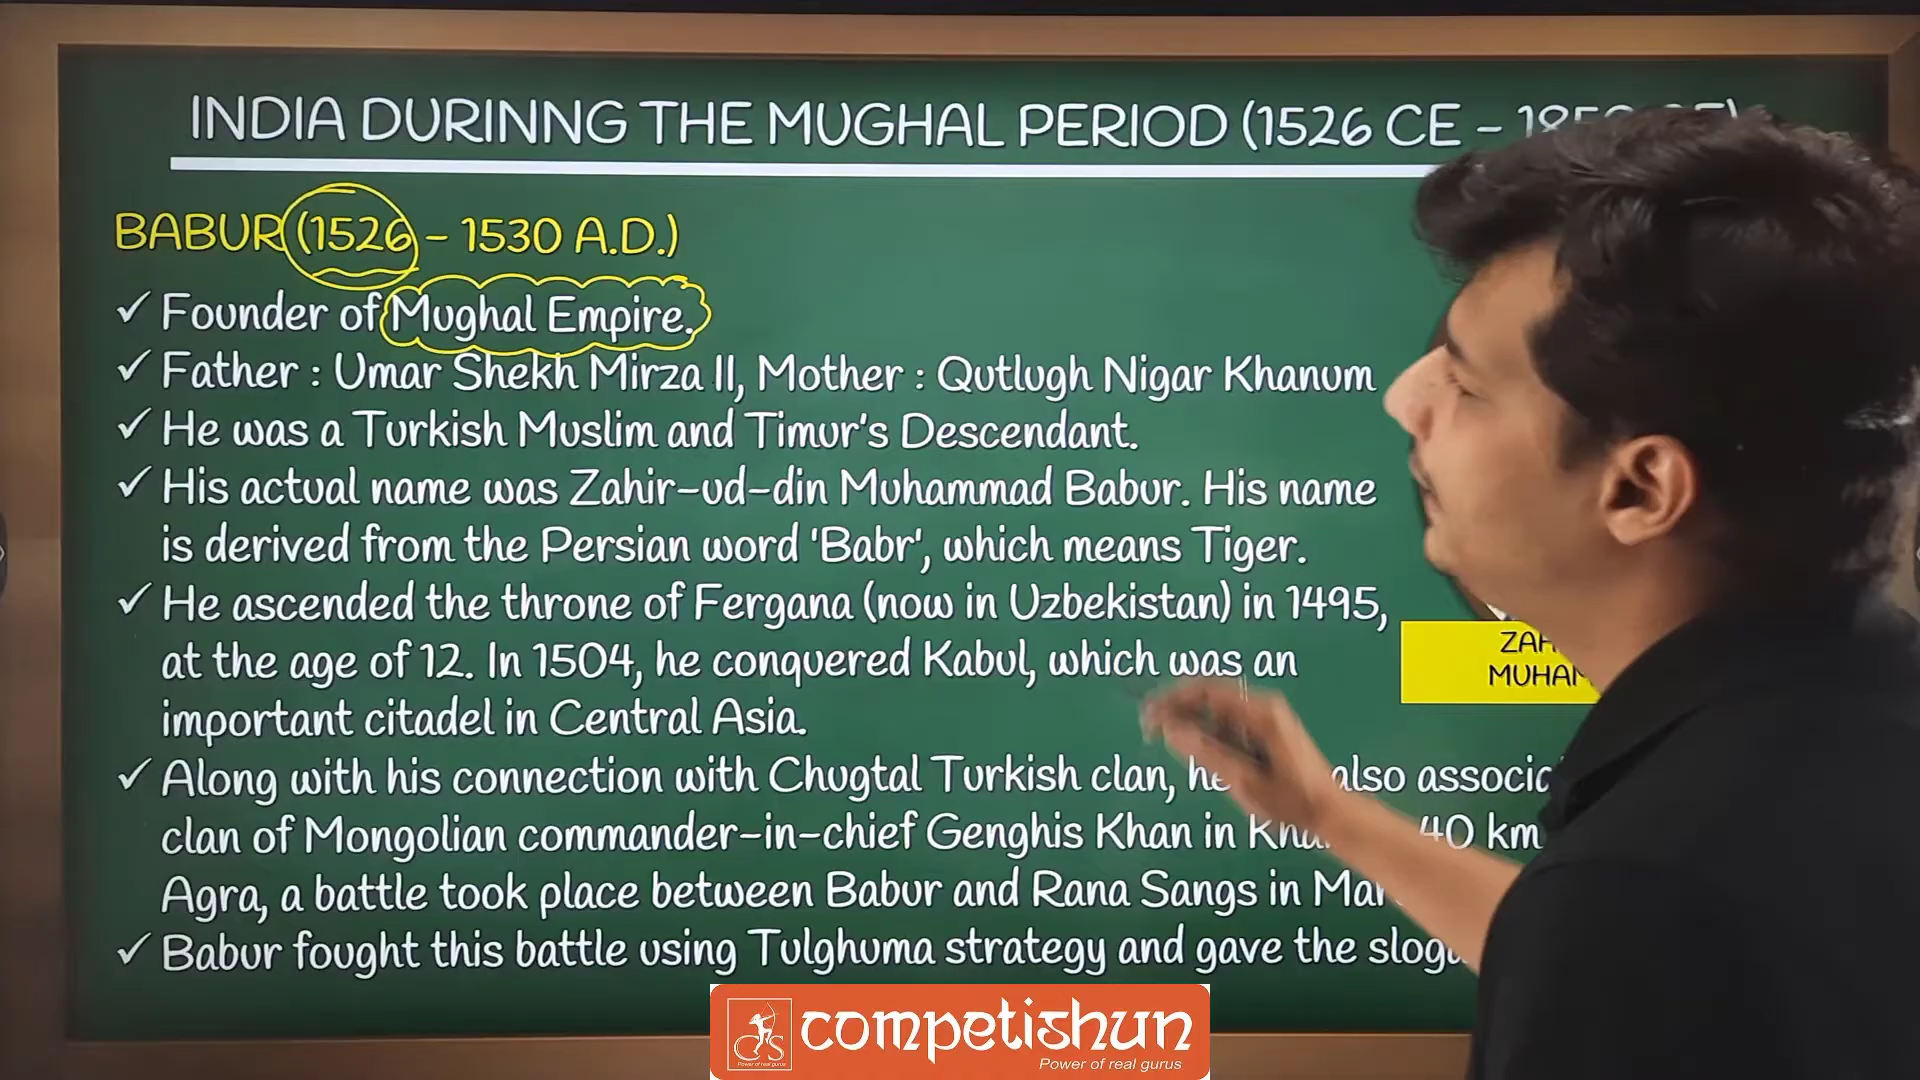 INDIA DURINNG THE MUGHAL PERIOD (1526 CE –
BABUR (1526 – 1530 A.D.)
✓ Founder of Mughal Empire.
✓ Father : Umar Shekh Mirza II, Mother : Qutlugh Nigar Khanum
✓ He was a Turkish Muslim and Timur's Descendant.
✓ His actual name was Zahir-ud-din Muhammad Babur. His name
is derived from the Persian word 'Babr', which means Tiger.
✓ He ascended the throne of Fergana (now in Uzbekistan) in 1495,
at the age of 12. In 1504, he conquered Kabul, which was an
important citadel in Central Asia.
✓ Along with his connection with Chugtal Turkish clan, he also
clan of Mongolian commander-in-chief Genghis Khan in 40 km
Agra, a battle took place between Babur and Rana Sangs in
✓ Babur fought this battle using Tulghuma strategy and gave the
CS
Power of real gurus
competishun
Power of real gurus